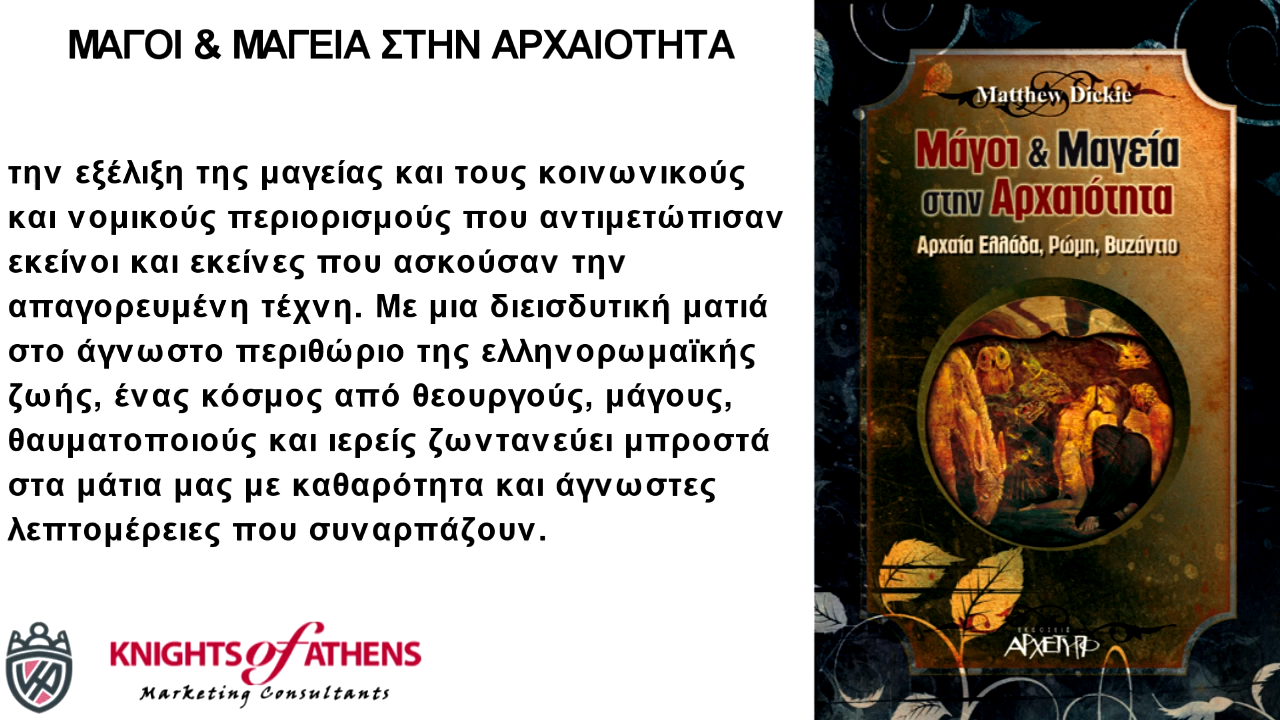 ΜΑΓΟΙ & ΜΑΓΕΙΑ ΣΤΗΝ ΑΡΧΑΙΟΤΗΤΑ
την εξέλιξη της μαγείας και τους κοινωνικούς
και νομικούς περιορισμούς που αντιμετώπισαν
εκείνοι και εκείνες που ασκούσαν την
απαγορευμένη τέχνη. Με μια διεισδυτική ματιά
στο άγνωστο περιθώριο της ελληνορωμαϊκής
ζωής, ένας κόσμος από θεουργούς, μάγους,
θαυματοποιούς και ιερείς ζωντανεύει μπροστά
στα μάτια μας με καθαρότητα και άγνωστες
λεπτομέρειες που συναρπάζουν.
KNIGHTS of ATHENS
Marketing Consultants
Matthew Dickie
Μάγοι & Μαγεία
στην Αρχαιότητα
Αρχαία Ελλάδα, Ρώμη, Βυζάντιο
ΕΚΔΟΣΕΙΣ
ΑΡΧΕΤΥΠΟ